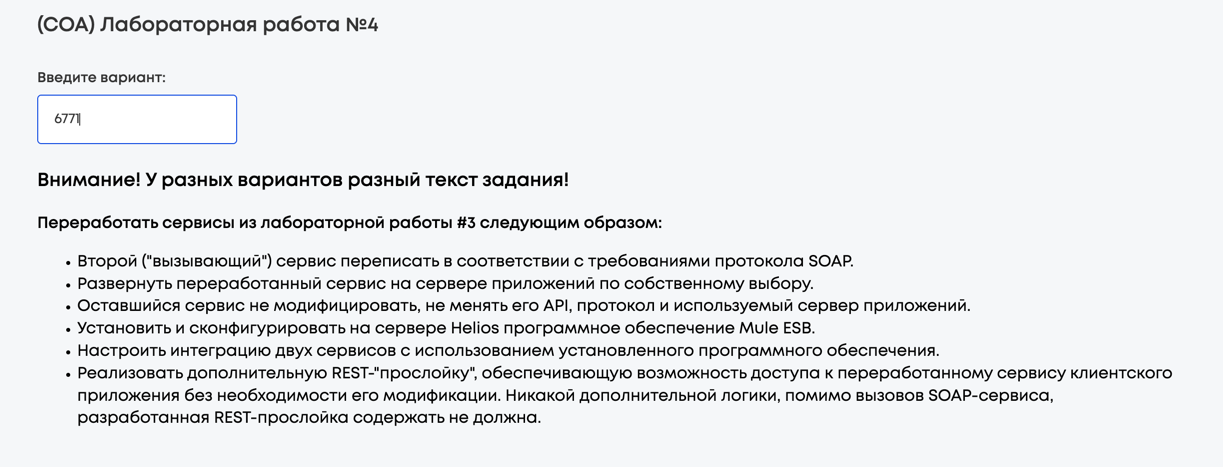 (СОА) Лабораторная работа №4
Введите вариант:
6771
Внимание! У разных вариантов разный текст задания!
Переработать сервисы из лабораторной работы #3 следующим образом:
• Второй ("вызывающий") сервис переписать в соответствии с требованиями протокола SOAP.
• Развернуть переработанный сервис на сервере приложений по собственному выбору.
• Оставшийся сервис не модифицировать, не менять его API, протокол и используемый сервер приложений.
• Установить и сконфигурировать на сервере Helios программное обеспечение Mule ESB.
• Настроить интеграцию двух сервисов с использованием установленного программного обеспечения.
• Реализовать дополнительную REST-"прослойку", обеспечивающую возможность доступа к переработанному сервису клиентского
приложения без необходимости его модификации. Никакой дополнительной логики, помимо вызовов SOAP-сервиса,
разработанная REST-прослойка содержать не должна.